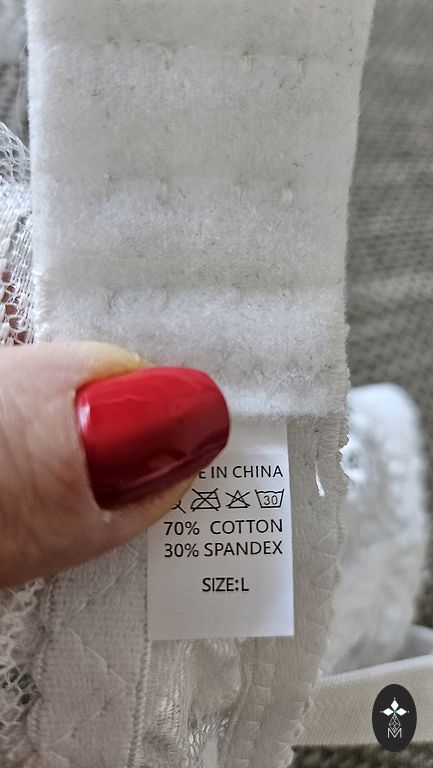 E IN CHINA
30
70% COTTON
30% SPANDEX
SIZE:L